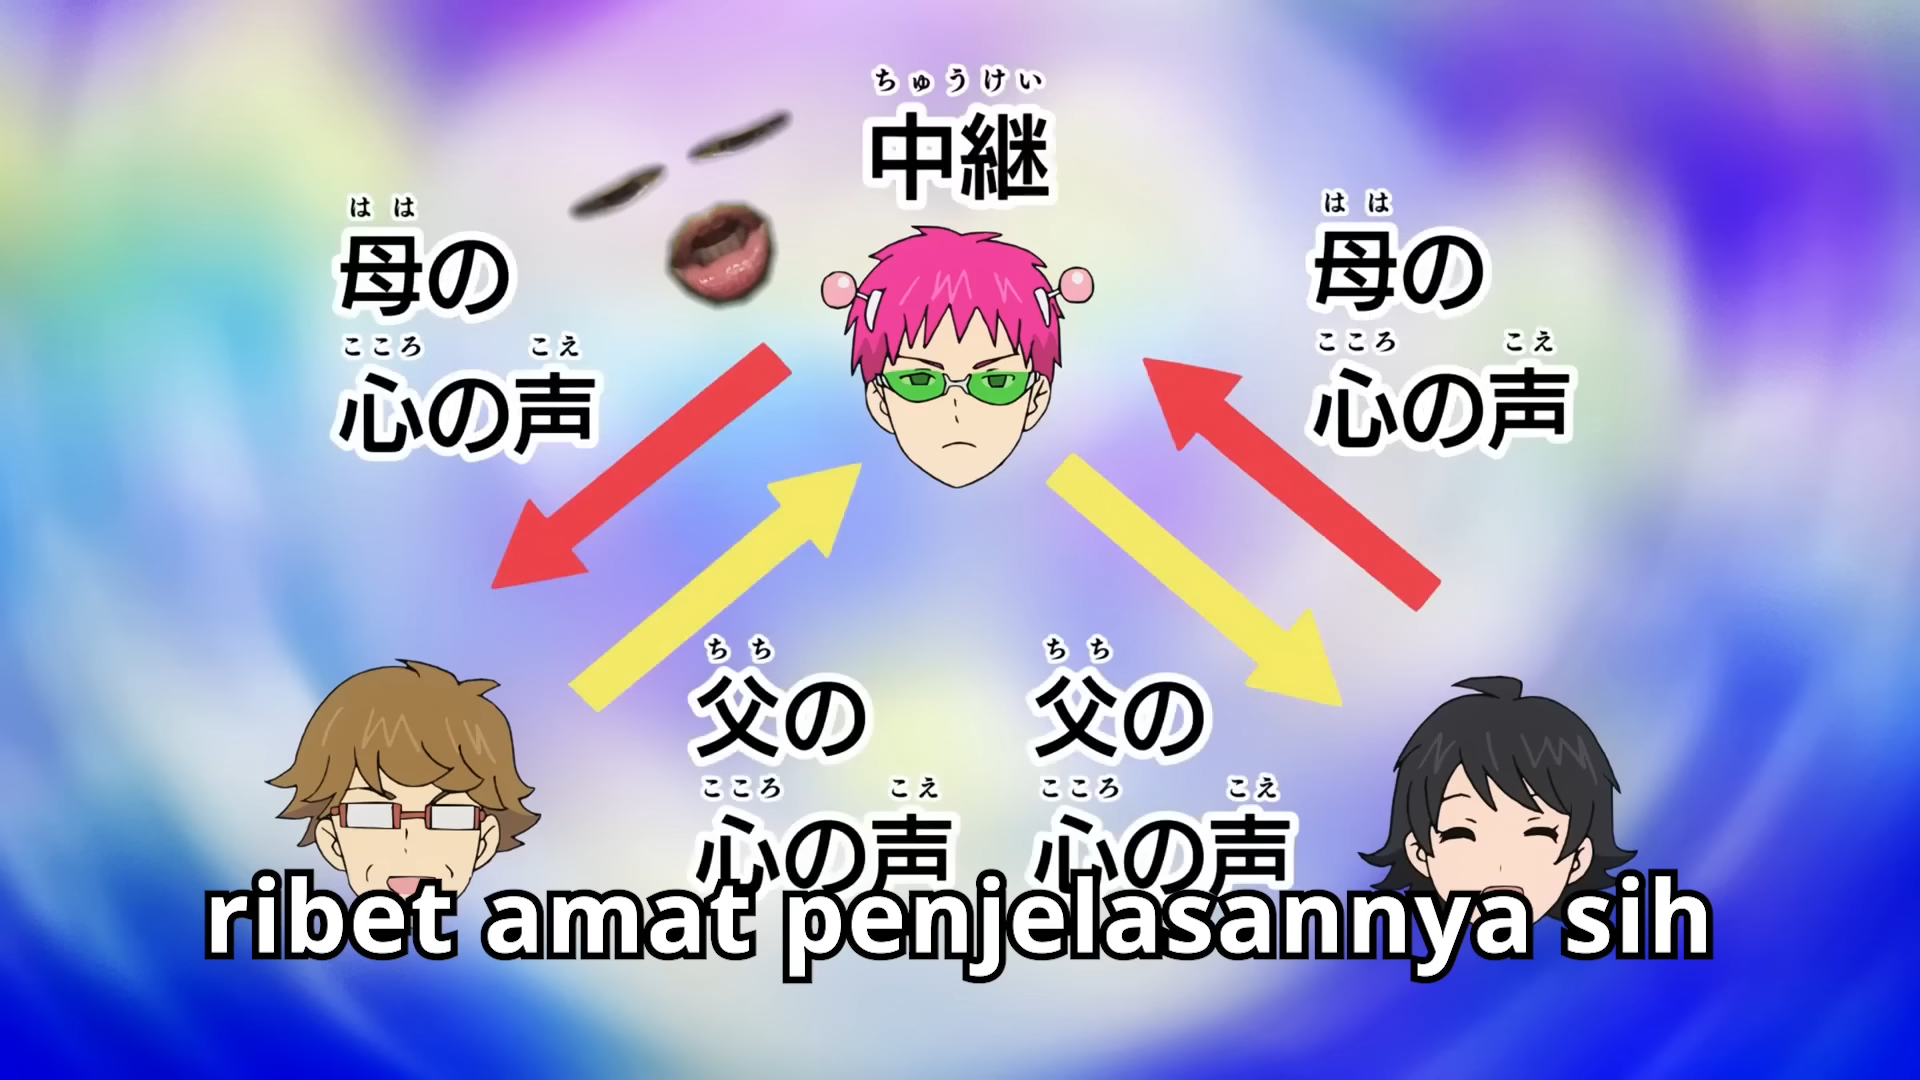 ちゅうけい
中継
はは
母の
こころ こえ
心の声
はは
母の
こころ こえ
心の声
ちち
父の
こころ こえ
心の声
ちち
父の
こころ こえ
心の声
ribet amat penjelasannya sih